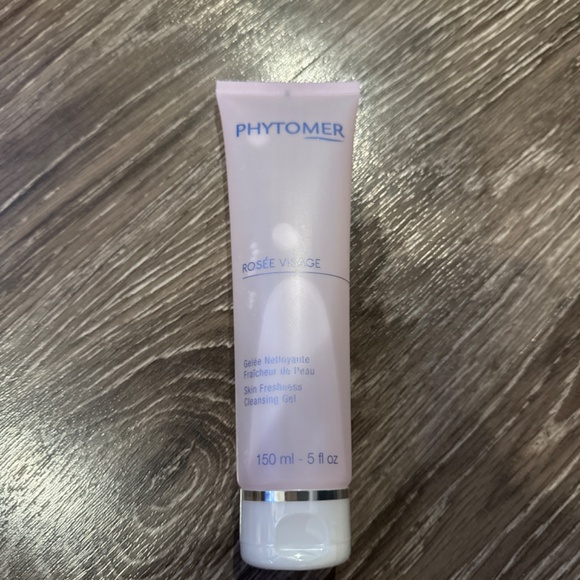 PHYTOMER
ROSÉE VISAGE
Gelée Nettoyante
Fraîcheur de Peau
Skin Freshness
Cleansing Gel
150 ml - 5 fl oz